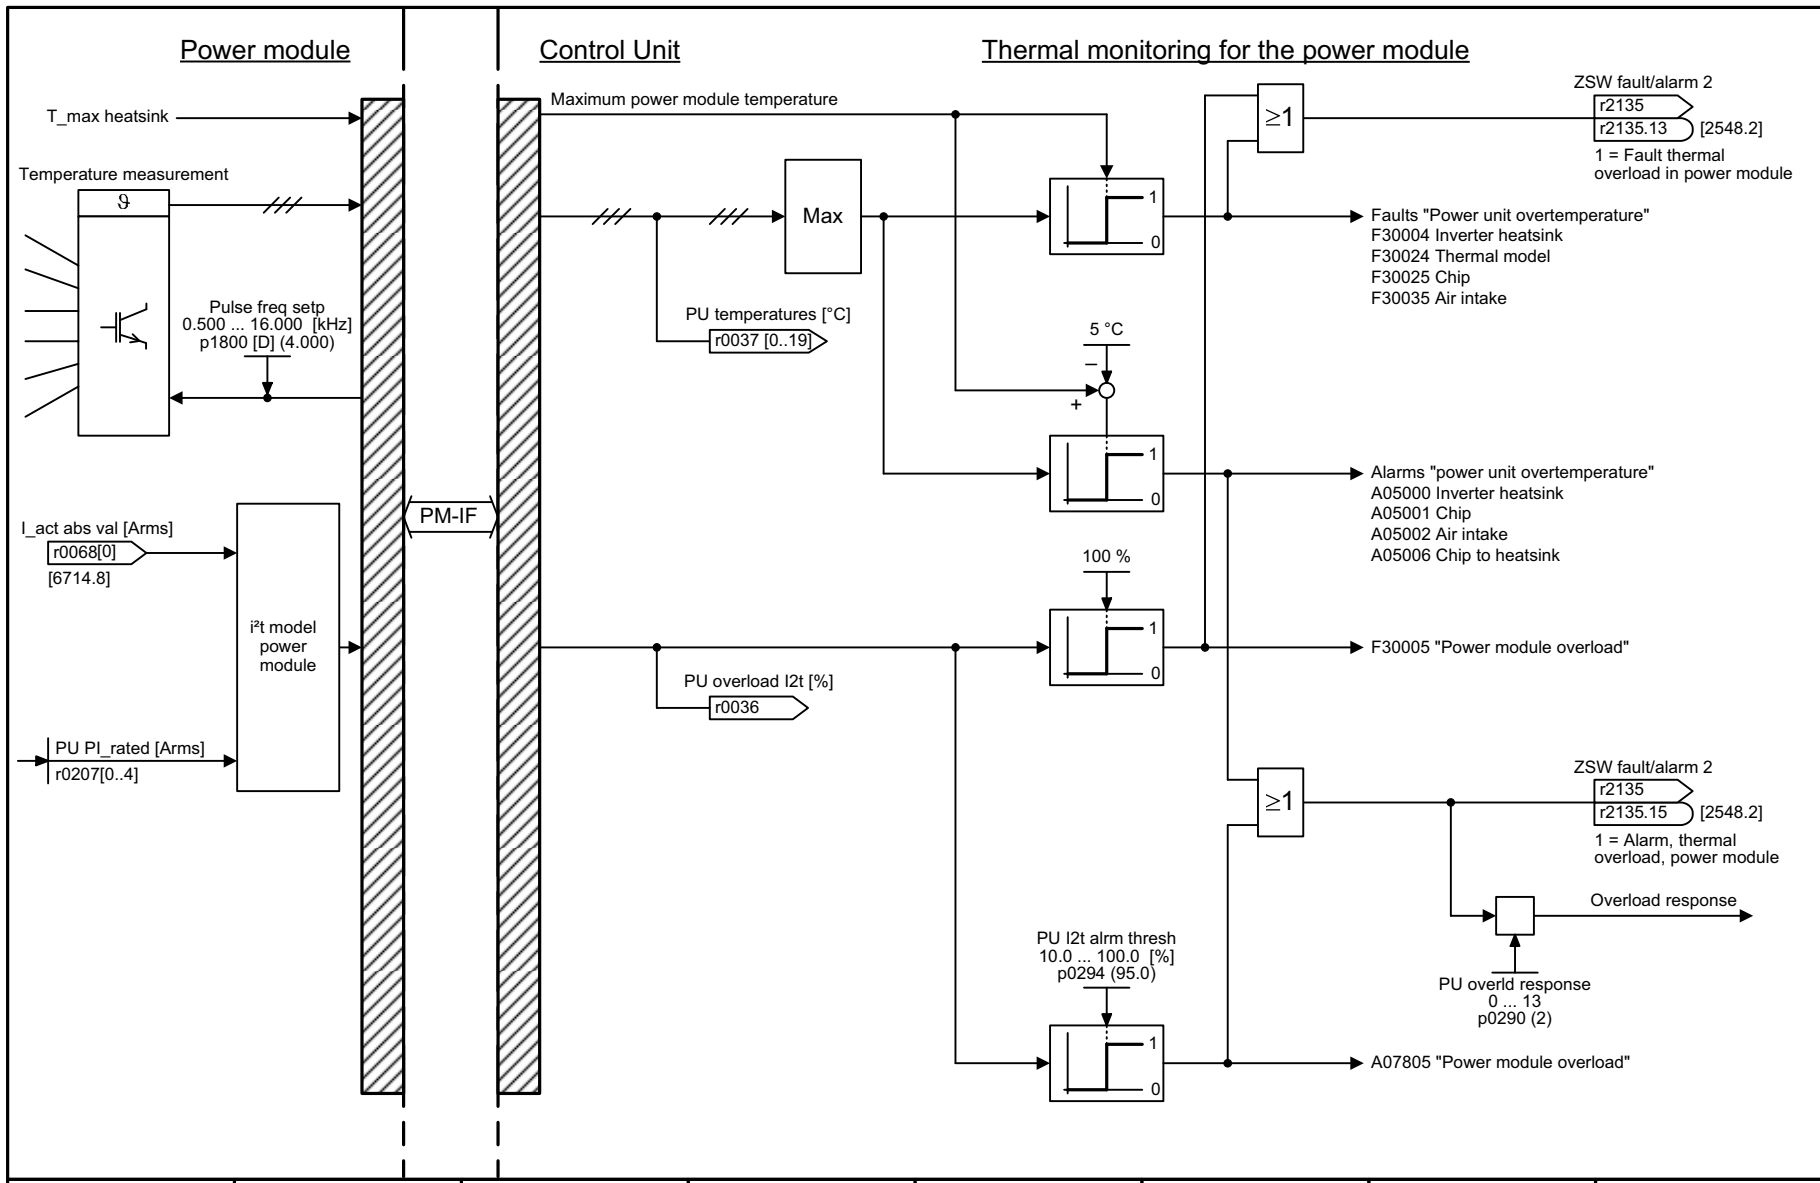 Power module
Control Unit
Thermal monitoring for the power module
T_max heatsink
Temperature measurement
ϑ
Pulse freq setp
0.500 ... 16.000 [kHz]
p1800 [D] (4.000)
I_act abs val [Arms]
r0068[0]
[6714.8]
i²t model
power
module
PU PI_rated [Arms]
r0207[0..4]
PM-IF
Maximum power module temperature
Max
PU temperatures [°C]
r0037 [0..19]
PU overload I2t [%]
r0036
1
0
5 °C
–
+
1
0
100 %
1
0
PU I2t alrm thresh
10.0 ... 100.0 [%]
p0294 (95.0)
1
0
≥1
ZSW fault/alarm 2
r2135
r2135.13 [2548.2]
1 = Fault thermal
overload in power module
Faults "Power unit overtemperature"
F30004 Inverter heatsink
F30024 Thermal model
F30025 Chip
F30035 Air intake
Alarms "power unit overtemperature"
A05000 Inverter heatsink
A05001 Chip
A05002 Air intake
A05006 Chip to heatsink
F30005 "Power module overload"
≥1
ZSW fault/alarm 2
r2135
r2135.15 [2548.2]
1 = Alarm, thermal
overload, power module
Overload response
PU overld response
0 ... 13
p0290 (2)
A07805 "Power module overload"